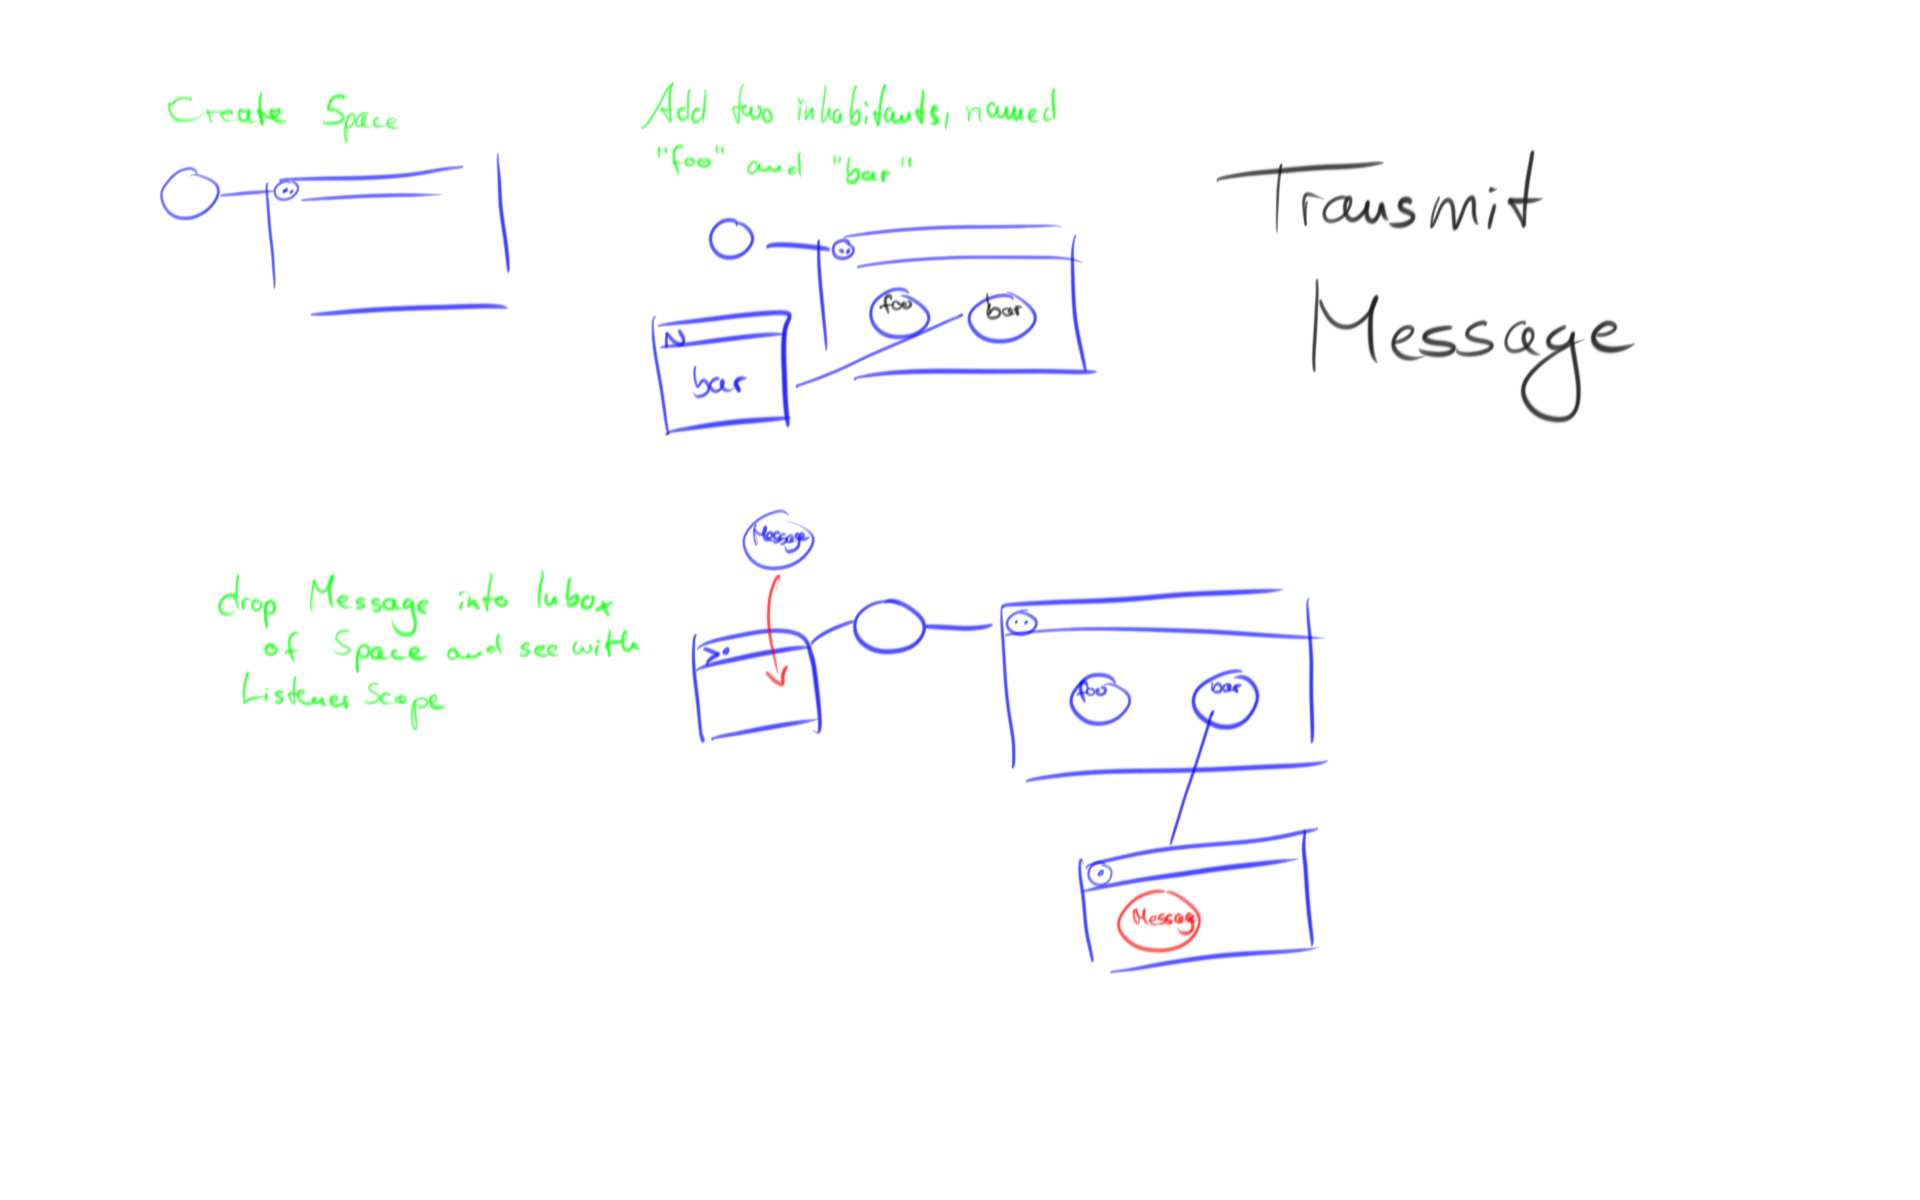 Create Space
Add two inhabitants, named
"foo" and "bar"
Transmit
Message
foo
bar
N
bar
Message
drop Message into Inbox
of Space and see with
Listener Scope
>•
foo
bar
Message